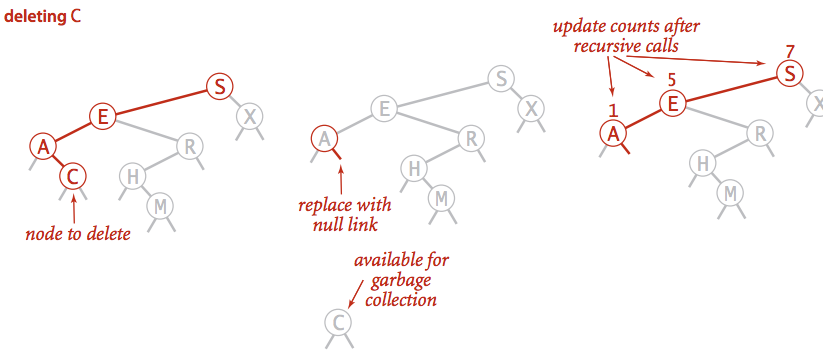 deleting C
S
E
X
A
R
C
H
M
node to delete
S
E
X
A
R
H
M
replace with
null link
available for
garbage
collection
C
update counts after
recursive calls
7
S
5
E
X
1
A
R
H
M